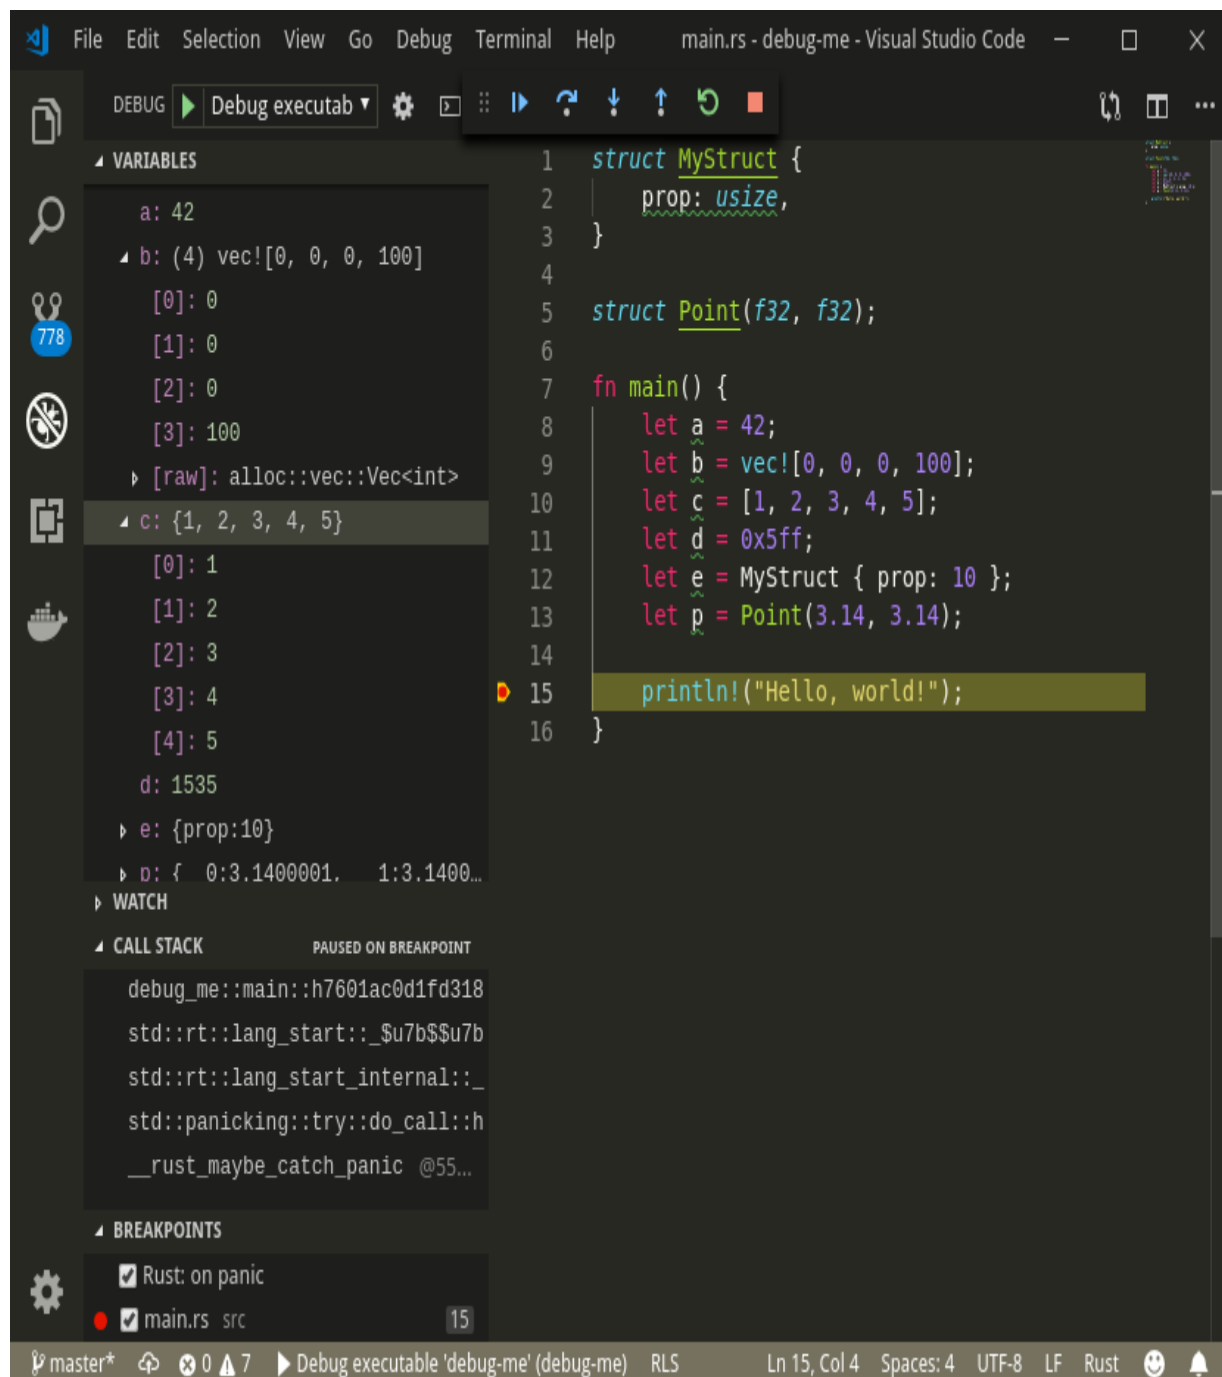 File Edit Selection View Go Debug Terminal Help main.rs - debug-me - Visual Studio Code
DEBUG Debug executab
VARIABLES
a: 42
b: (4) vec![0, 0, 0, 100]
[0]: 0
[1]: 0
[2]: 0
[3]: 100
[raw]: alloc::vec::Vec<int>
c: {1, 2, 3, 4, 5}
[0]: 1
[1]: 2
[2]: 3
[3]: 4
[4]: 5
d: 1535
e: {prop:10}
p: { 0:3.1400001, 1:3.1400…
WATCH
CALL STACK PAUSED ON BREAKPOINT
debug_me::main::h7601ac0d1fd318
std::rt::lang_start::_$u7b$$u7b
std::rt::lang_start_internal::_
std::panicking::try::do_call::h
__rust_maybe_catch_panic @55...
BREAKPOINTS
Rust: on panic
main.rs src 15
778
1 struct MyStruct {
2     prop: usize,
3 }
4
5 struct Point(f32, f32);
6
7 fn main() {
8     let a = 42;
9     let b = vec![0, 0, 0, 100];
10     let c = [1, 2, 3, 4, 5];
11     let d = 0x5ff;
12     let e = MyStruct { prop: 10 };
13     let p = Point(3.14, 3.14);
14
15     println!("Hello, world!");
16 }
master* 0 7 Debug executable 'debug-me' (debug-me) RLS Ln 15, Col 4 Spaces: 4 UTF-8 LF Rust